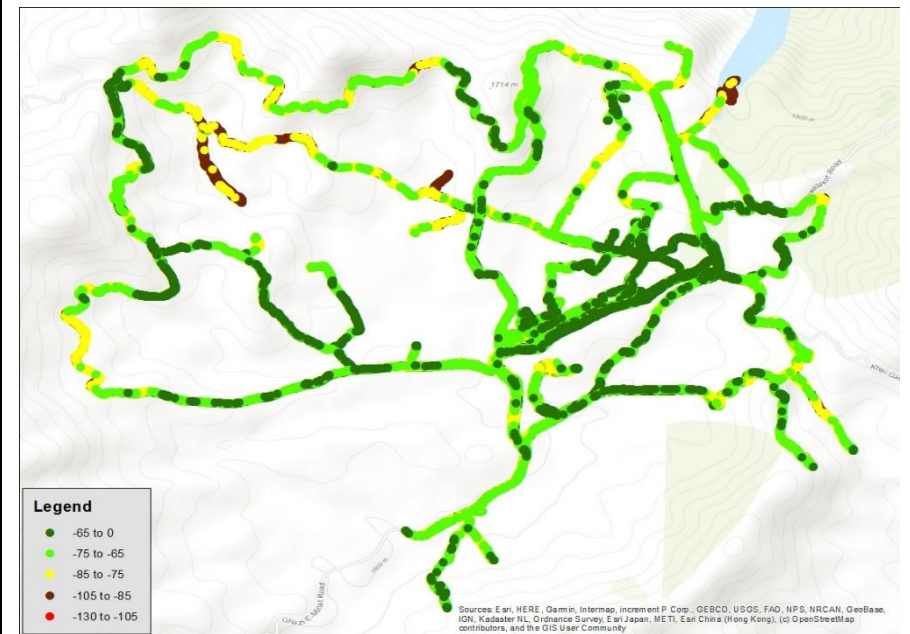 1714 m
Legend
-65 to 0
-75 to -65
-85 to -75
-105 to -85
-130 to -105
Road
Sources: Esri, HERE, Garmin, Intermap, increment P Corp., GEBCO, USGS, FAO, NPS, NRCAN, GeoBase,
IGN, Kadaster NL, Ordnance Survey, Esri Japan, METI, Esri China (Hong Kong), (c) OpenStreetMap
contributors, and the GIS User Community